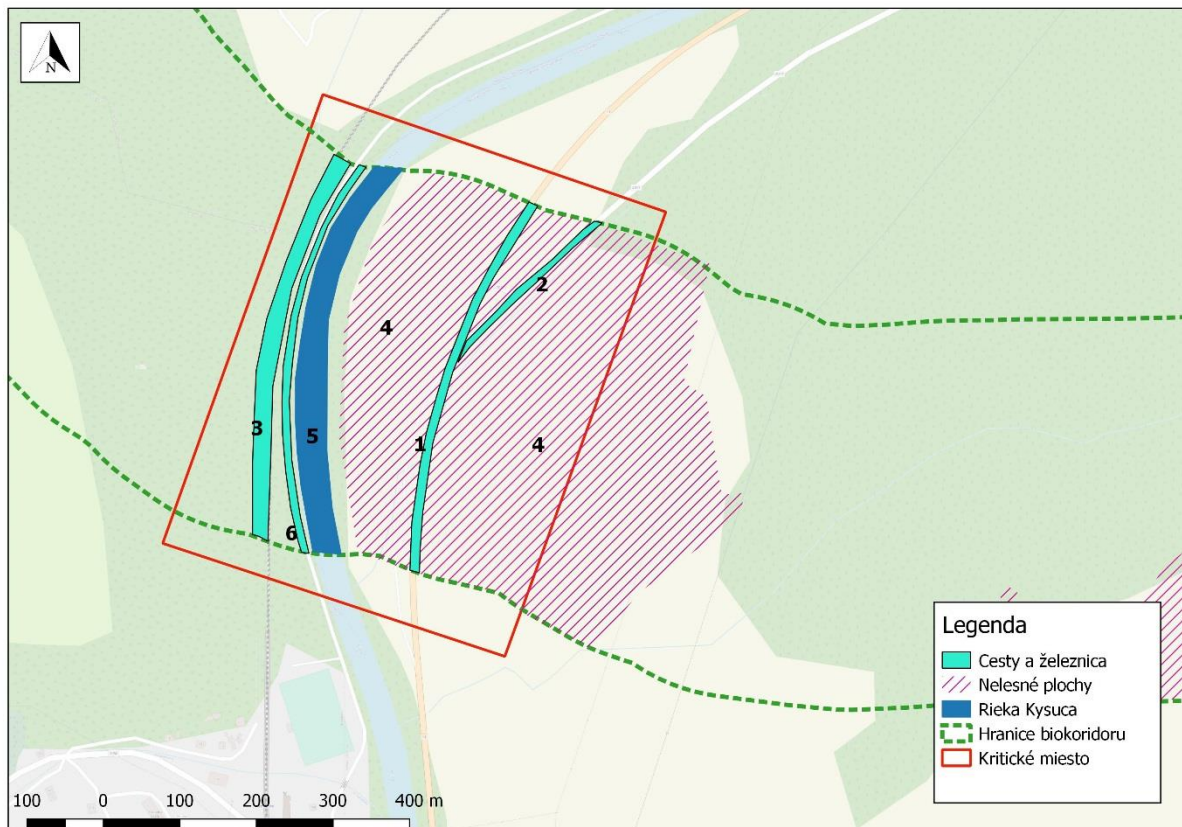 N
2
4
1
4
3
5
6
Legenda
Cesty a železnica
Nelesné plochy
Rieka Kysuca
Hranice biokoridoru
Kritické miesto
100 0 100 200 300 400 m